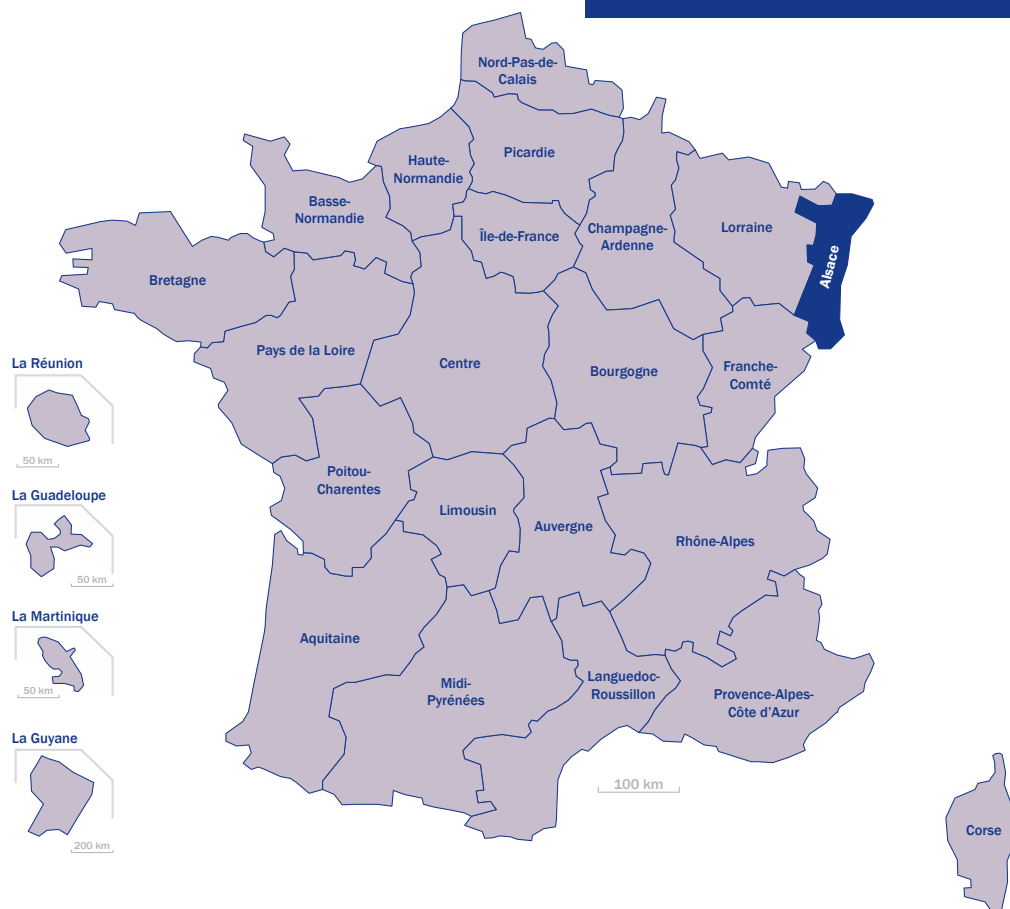 Nord-Pas-de-
Calais
Picardie
Haute-
Normandie
Basse-
Normandie
Île-de-France
Champagne-
Ardenne
Lorraine
Alsace
Bretagne
Pays de la Loire
Centre
Bourgogne
Franche-
Comté
La Réunion
50 km
Poitou-
Charentes
Limousin
Auvergne
Rhône-Alpes
La Guadeloupe
50 km
La Martinique
50 km
Aquitaine
Midi-
Pyrénées
Languedoc-
Roussillon
Provence-Alpes-
Côte d'Azur
La Guyane
200 km
100 km
Corse